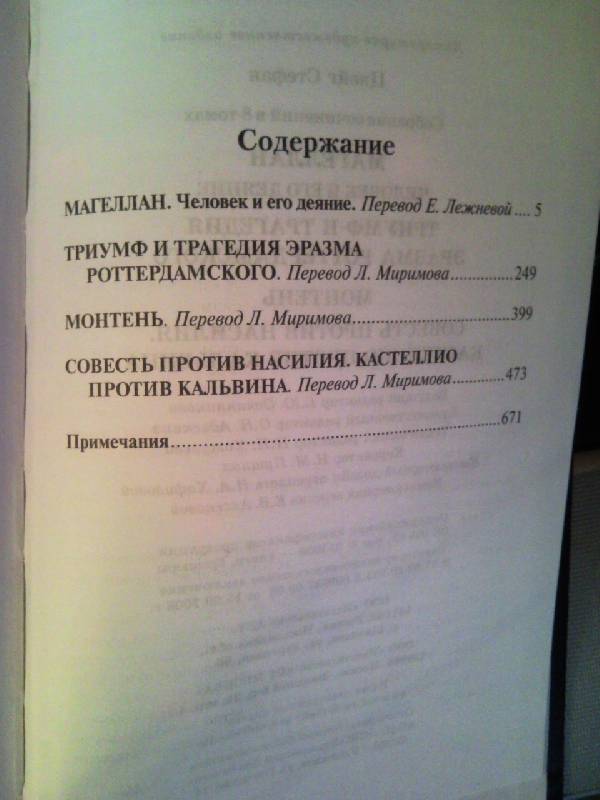 Содержание
МАГЕЛЛАН. Человек и его деяние. Перевод Е. Лежневой .... 5
ТРИУМФ И ТРАГЕДИЯ ЭРАЗМА
РОТТЕРДАМСКОГО. Перевод Л. Миримова .............. 249
МОНТЕНЬ. Перевод Л. Миримова ................................... 399
СОВЕСТЬ ПРОТИВ НАСИЛИЯ. КАСТЕЛЛИО
ПРОТИВ КАЛЬВИНА. Перевод Л. Миримова ................ 473
Примечания ........................................................................ 671